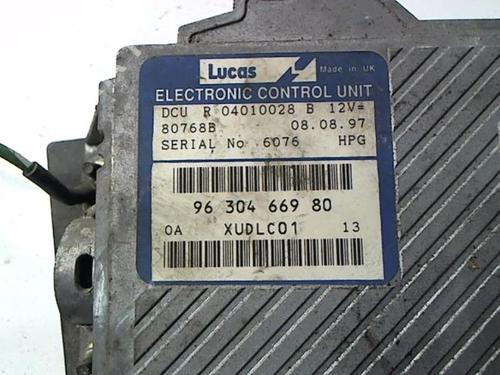 Lucas Made in UK
ELECTRONIC CONTROL UNIT
DCU R 04010028 B 12V=
80768B 08.08.97
SERIAL No 6076 HPG
96 304 669 80
OA XUDLC01 13